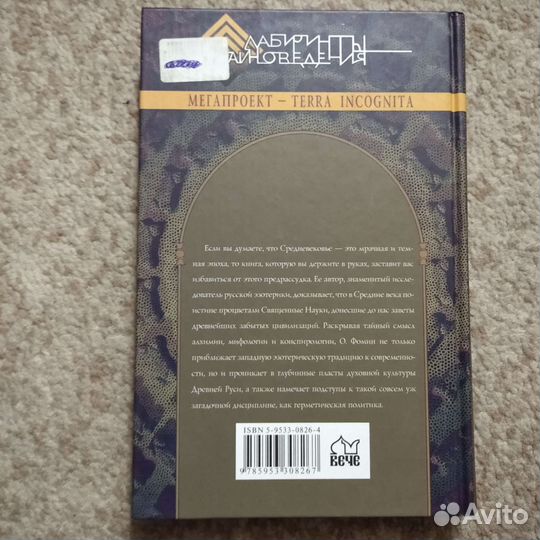 ЛАБИРИНТЫ
ТАЙНОВЕДЕНИЯ
МЕГАПРОЕКТ – TERRA INCOGNITA
Если вы думаете, что Средневековье — это мрачная и тем-
ная эпоха, то книга, которую вы держите в руках, заставит вас
избавиться от этого предрассудка. Ее автор, знаменитый иссле-
дователь русской эзотерики, доказывает, что в Средние века по-
истине процветали Священные Науки, донесшие до нас заветы
древнейших забытых цивилизаций. Раскрывая тайный смысл
алхимии, мифологии и конспирологии, О. Фомин не только
приближает западную эзотерическую традицию к современно-
сти, но и проникает в глубинные пласты духовной культуры
Древней Руси, а также намечает подступы к такой совсем уж
загадочной дисциплине, как герметическая политика.
ISBN 5-9533-0826-4
9785953308267
ВЕЧЕ
Avito